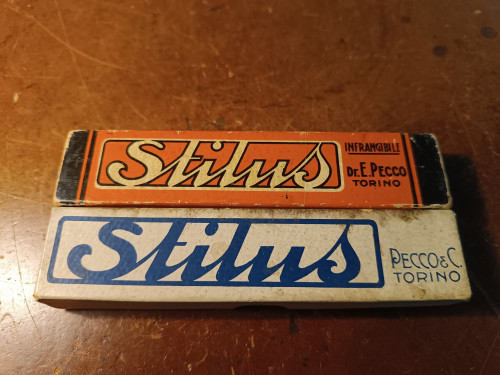 Stilus
INFRANGIBILE
Dr. E. PECCO
TORINO
Stilus
PECCO & C.
TORINO